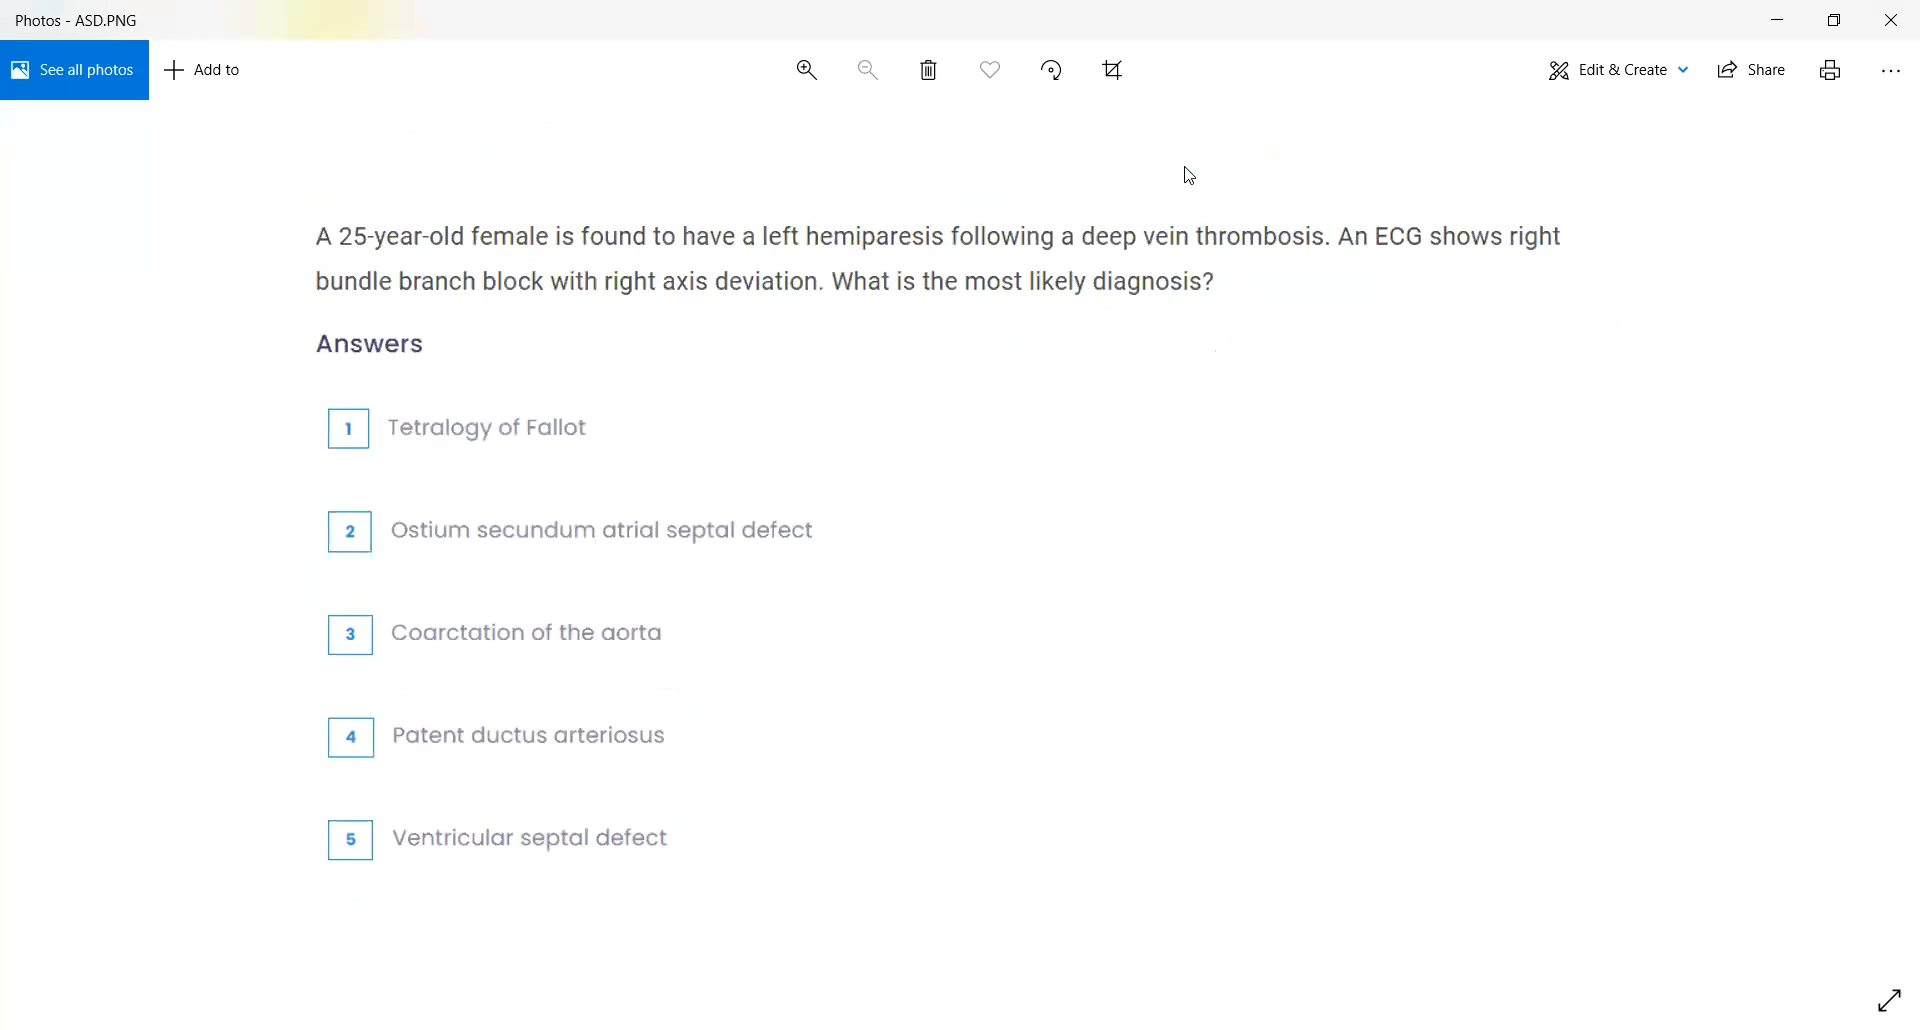 Photos - ASD.PNG
See all photos
Add to
Edit & Create
Share
A 25-year-old female is found to have a left hemiparesis following a deep vein thrombosis. An ECG shows right
bundle branch block with right axis deviation. What is the most likely diagnosis?
Answers
1 Tetralogy of Fallot
2 Ostium secundum atrial septal defect
3 Coarctation of the aorta
4 Patent ductus arteriosus
5 Ventricular septal defect